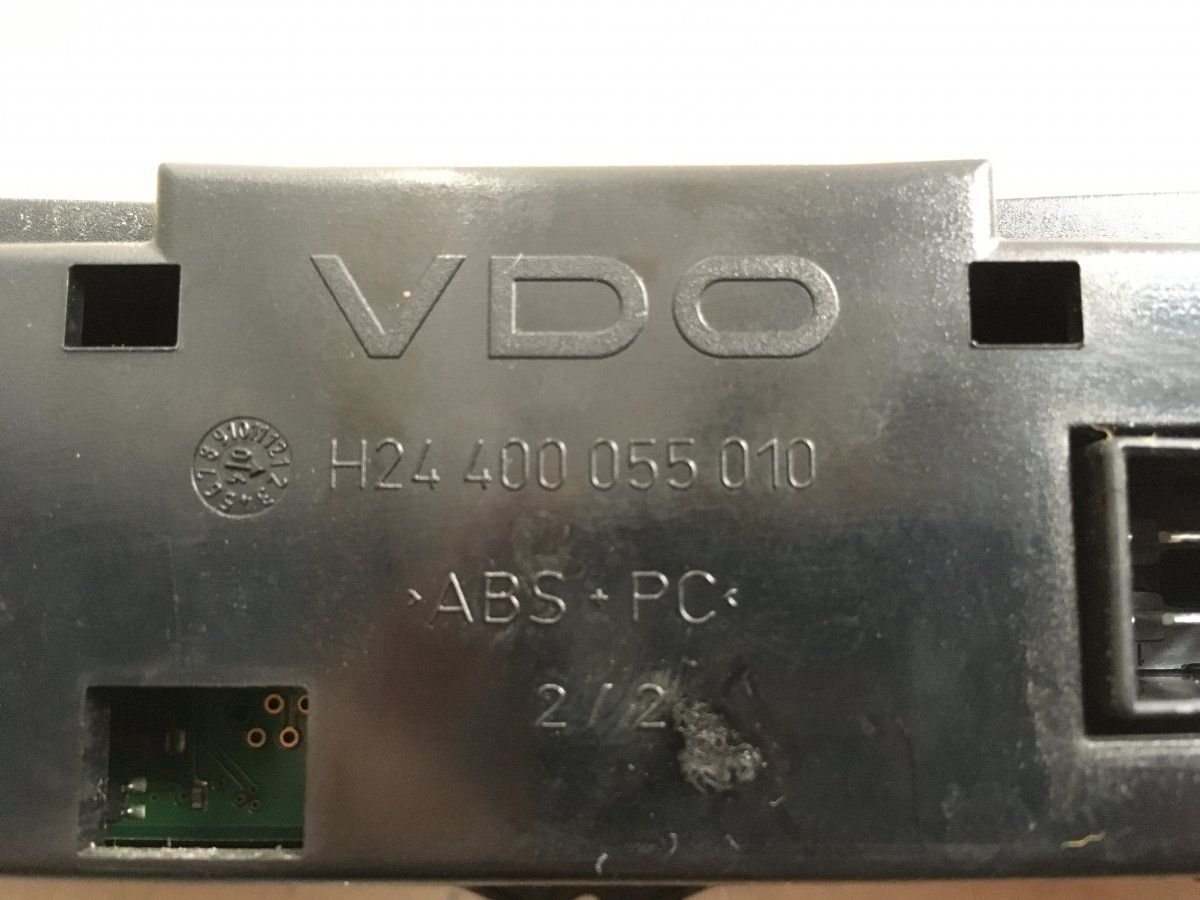 VDO
H24 400 055 010
>ABS+PC<
2/2